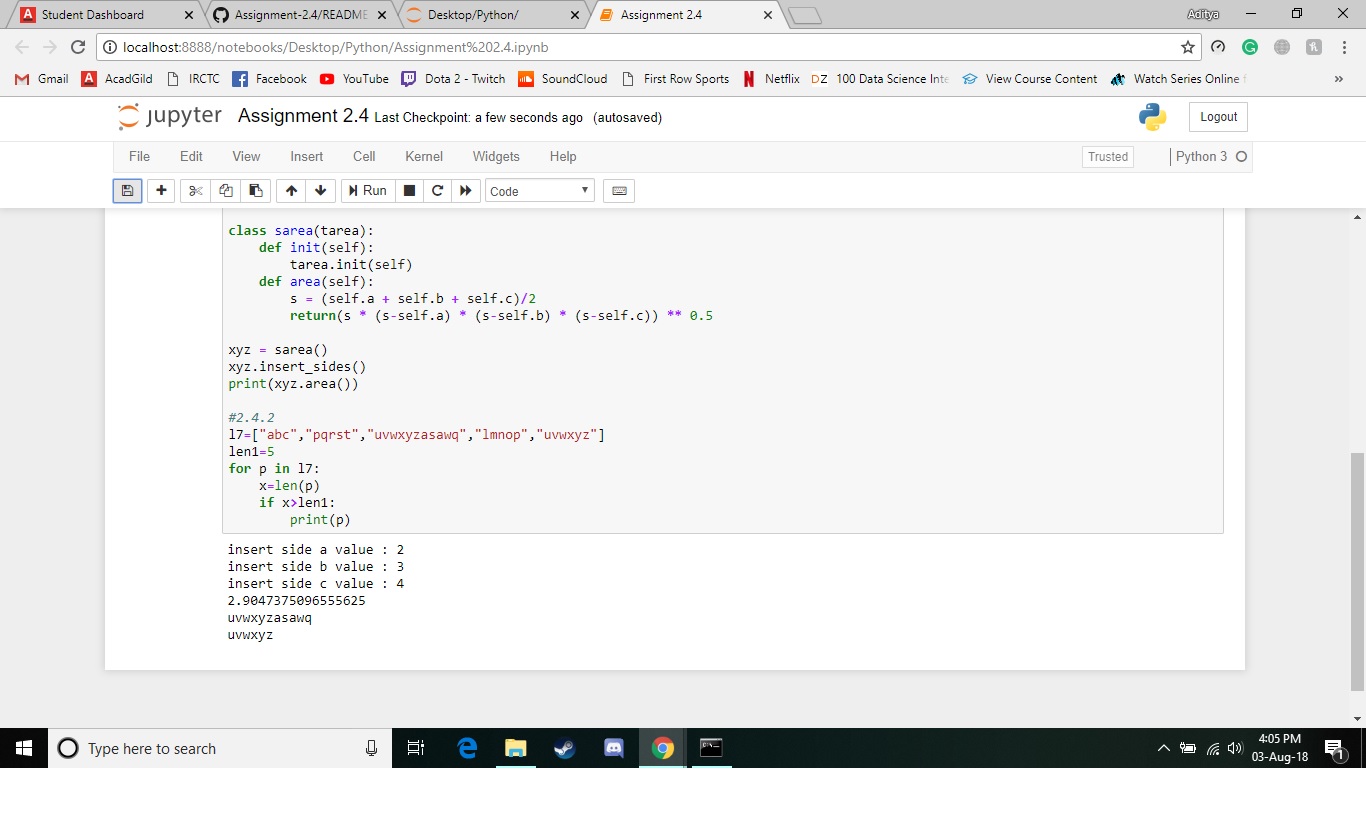 Student Dashboard
Assignment-2.4/README
Desktop/Python/
Assignment 2.4
Aditya
localhost:8888/notebooks/Desktop/Python/Assignment%202.4.ipynb
Gmail AcadGild IRCTC Facebook YouTube Dota 2 - Twitch SoundCloud First Row Sports Netflix DZ 100 Data Science Inte View Course Content Watch Series Online f »
jupyter Assignment 2.4 Last Checkpoint: a few seconds ago (autosaved)
Logout
File Edit View Insert Cell Kernel Widgets Help
Trusted Python 3
Run Code
class sarea(tarea):
    def init(self):
        tarea.init(self)
    def area(self):
        s = (self.a + self.b + self.c)/2
        return(s * (s-self.a) * (s-self.b) * (s-self.c)) ** 0.5
xyz = sarea()
xyz.insert_sides()
print(xyz.area())
#2.4.2
l7=["abc","pqrst","uvwxyzasawq","lmnop","uvwxyz"]
len1=5
for p in l7:
    x=len(p)
    if x>len1:
        print(p)
insert side a value : 2
insert side b value : 3
insert side c value : 4
2.9047375096555625
uvwxyzasawq
uvwxyz
Type here to search
4:05 PM
03-Aug-18
1